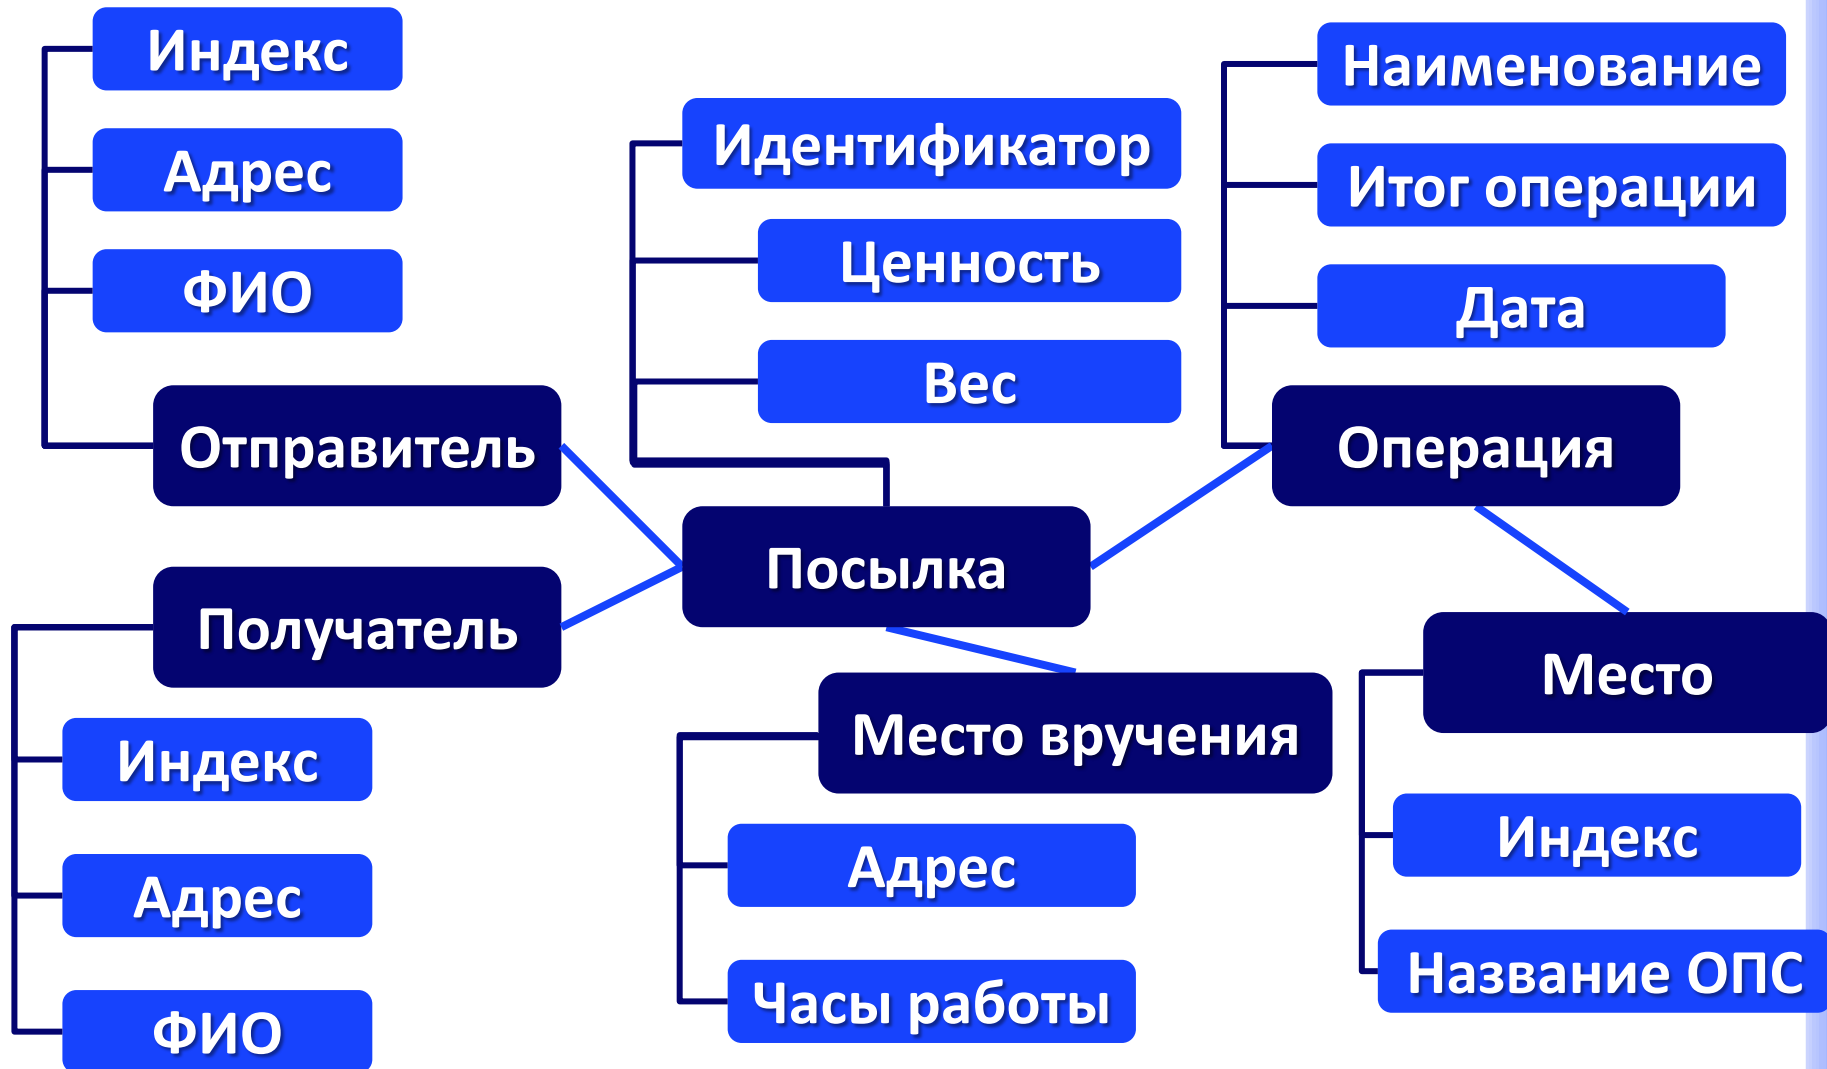 Индекс
Адрес
ФИО
Отправитель
Получатель
Индекс
Адрес
ФИО
Идентификатор
Ценность
Вес
Посылка
Место вручения
Адрес
Часы работы
Наименование
Итог операции
Дата
Операция
Место
Индекс
Название ОПС